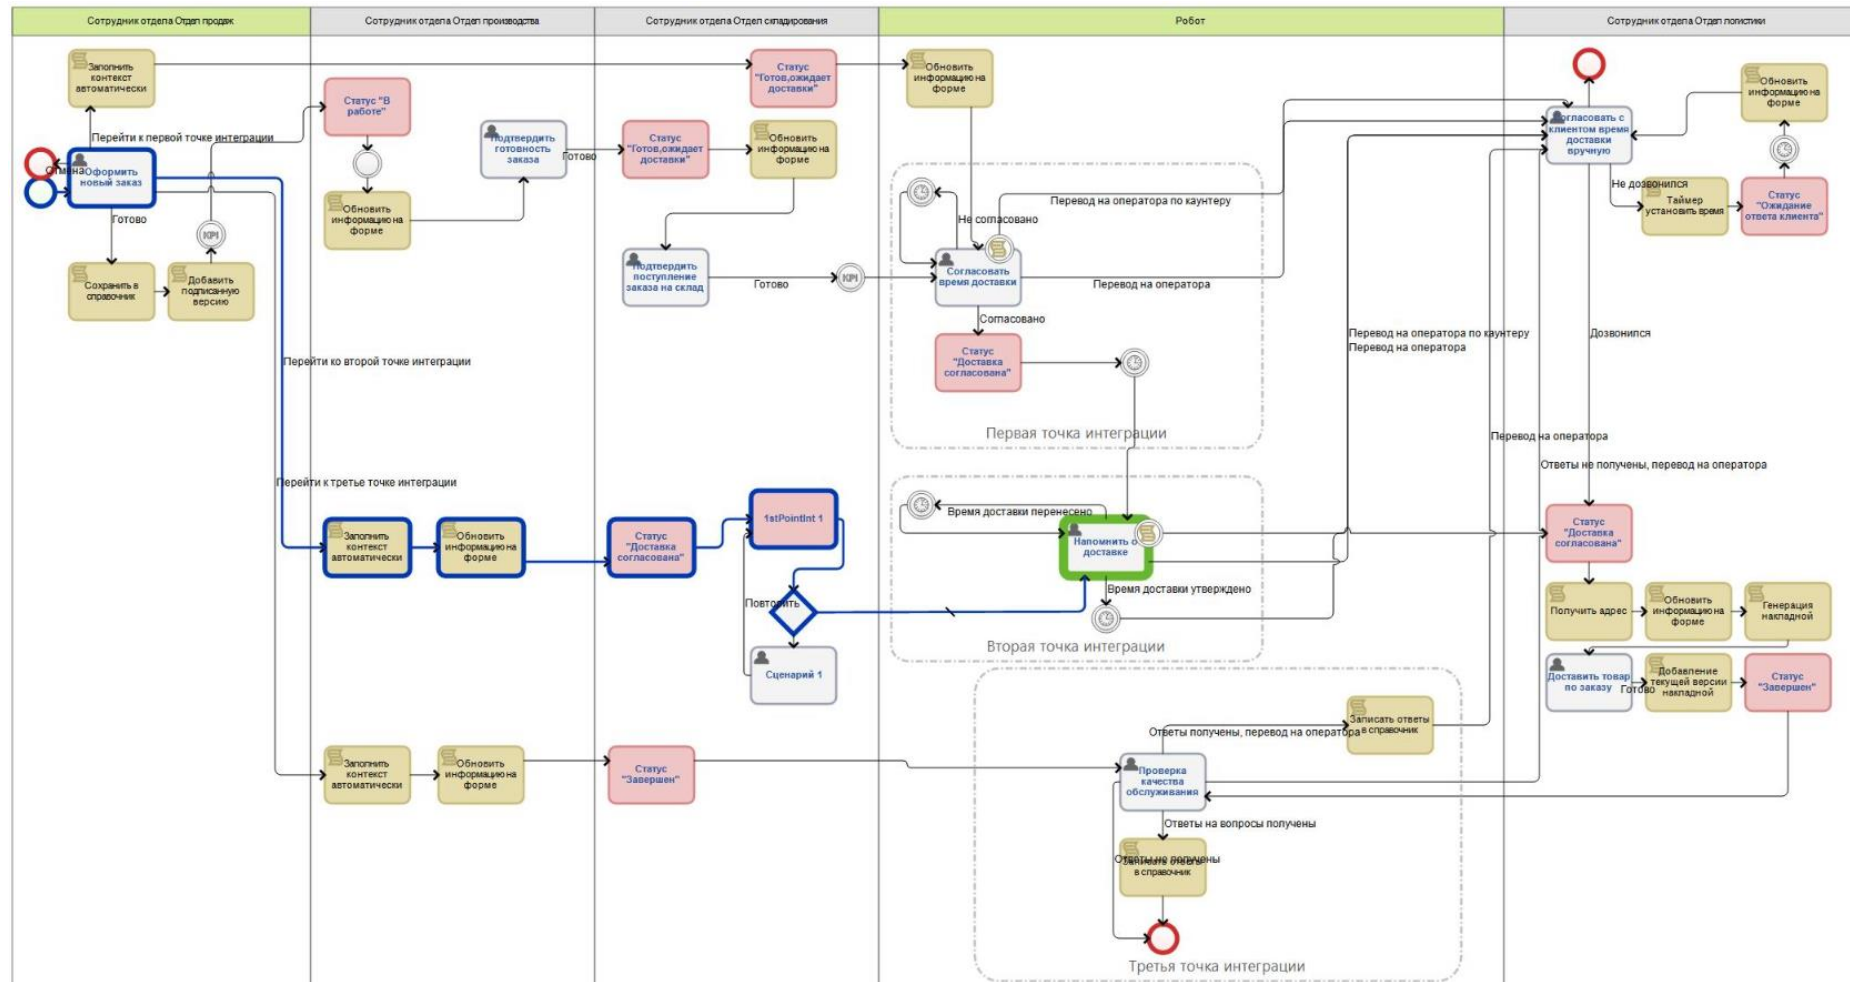 Сотрудник отдела Отдел продаж
Сотрудник отдела Отдел производства
Сотрудник отдела Отдел складирования
Робот
Сотрудник отдела Отдел логистики
Заполнить
контекст
автоматически
Перейти к первой точке интеграции
Отмена
Оформить
новый заказ
Готово
KPI
Сохранить в
справочник
Добавить
подписанную
версию
Перейти ко второй точке интеграции
Перейти к третье точке интеграции
Статус "В
работе"
Обновить
информацию на
форме
Подтвердить
готовность
заказа
Готово
Заполнить
контекст
автоматически
Обновить
информацию на
форме
Заполнить
контекст
автоматически
Обновить
информацию на
форме
Статус
"Готов,ожидает
доставки"
Статус
"Готов,ожидает
доставки"
Обновить
информацию на
форме
Подтвердить
поступление
заказа на склад
Готово
KPI
Статус
"Доставка
согласована"
1stPointInt 1
Повторить
Сценарий 1
Статус
"Завершен"
Обновить
информацию на
форме
Не согласовано
Перевод на оператора по каунтеру
Согласовать
время доставки
Перевод на оператора
Согласовано
Статус
"Доставка
согласована"
Первая точка интеграции
Перевод на оператора по каунтеру
Перевод на оператора
Время доставки перенесено
Напомнить о
доставке
Время доставки утверждено
Вторая точка интеграции
Перевод на оператора
Записать ответы
в справочник
Ответы получены, перевод на оператора
Проверка
качества
обслуживания
Ответы на вопросы получены
Ответы не получены
Записать ответы
в справочник
Третья точка интеграции
Согласовать с
клиентом время
доставки
вручную
Обновить
информацию на
форме
Не дозвонился
Таймер
установить время
Статус
"Ожидание
ответа клиента"
Дозвонился
Ответы не получены, перевод на оператора
Статус
"Доставка
согласована"
Получить адрес
Обновить
информацию на
форме
Генерация
накладной
Доставить товар
по заказу
Готово
Добавление
текущей версии
накладной
Статус
"Завершен"